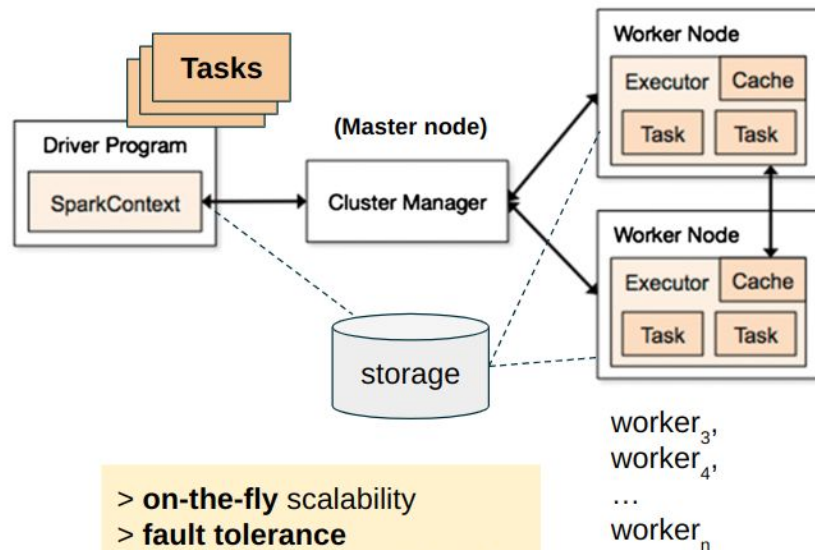 Tasks
Driver Program
SparkContext
(Master node)
Cluster Manager
Worker Node
Executor
Cache
Task
Task
Worker Node
Executor
Cache
Task
Task
storage
worker₃,
worker₄,
…
workerₙ
> on-the-fly scalability
> fault tolerance